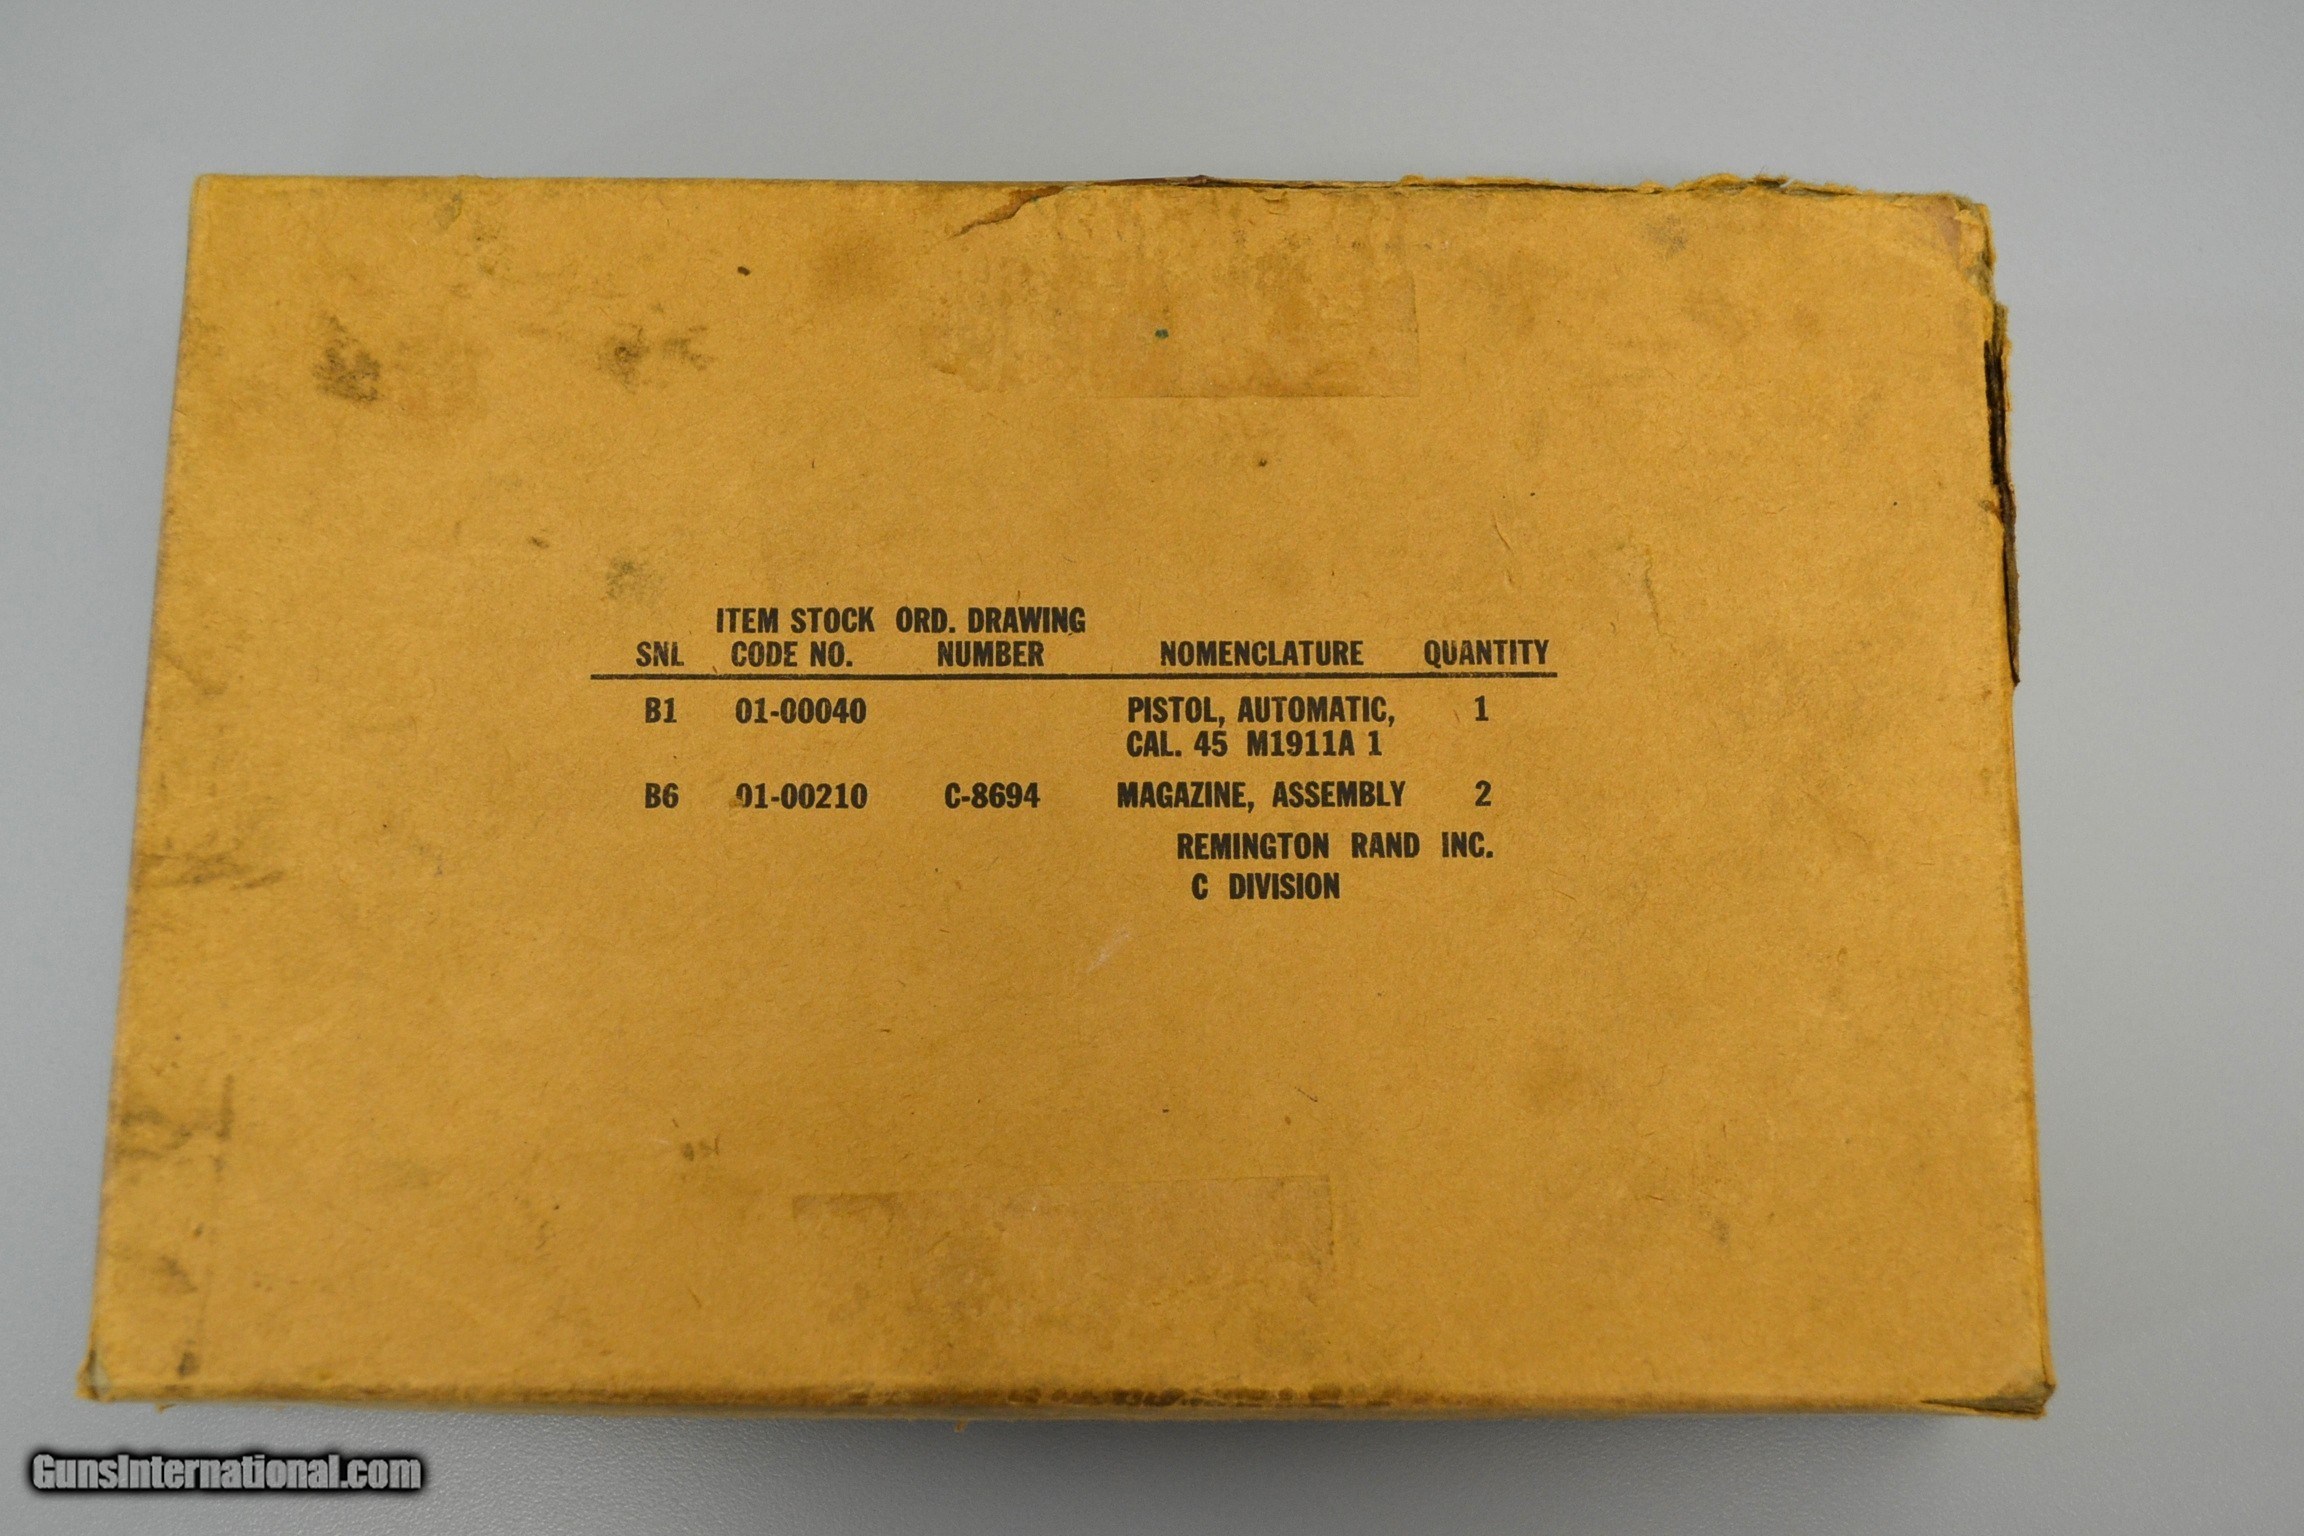 ITEM STOCK ORD. DRAWING
SNL CODE NO. NUMBER NOMENCLATURE QUANTITY
B1 01-00040 PISTOL, AUTOMATIC, 1
CAL. 45 M1911A 1
B6 01-00210 C-8694 MAGAZINE, ASSEMBLY 2
REMINGTON RAND INC.
C DIVISION
GunsInternational.com